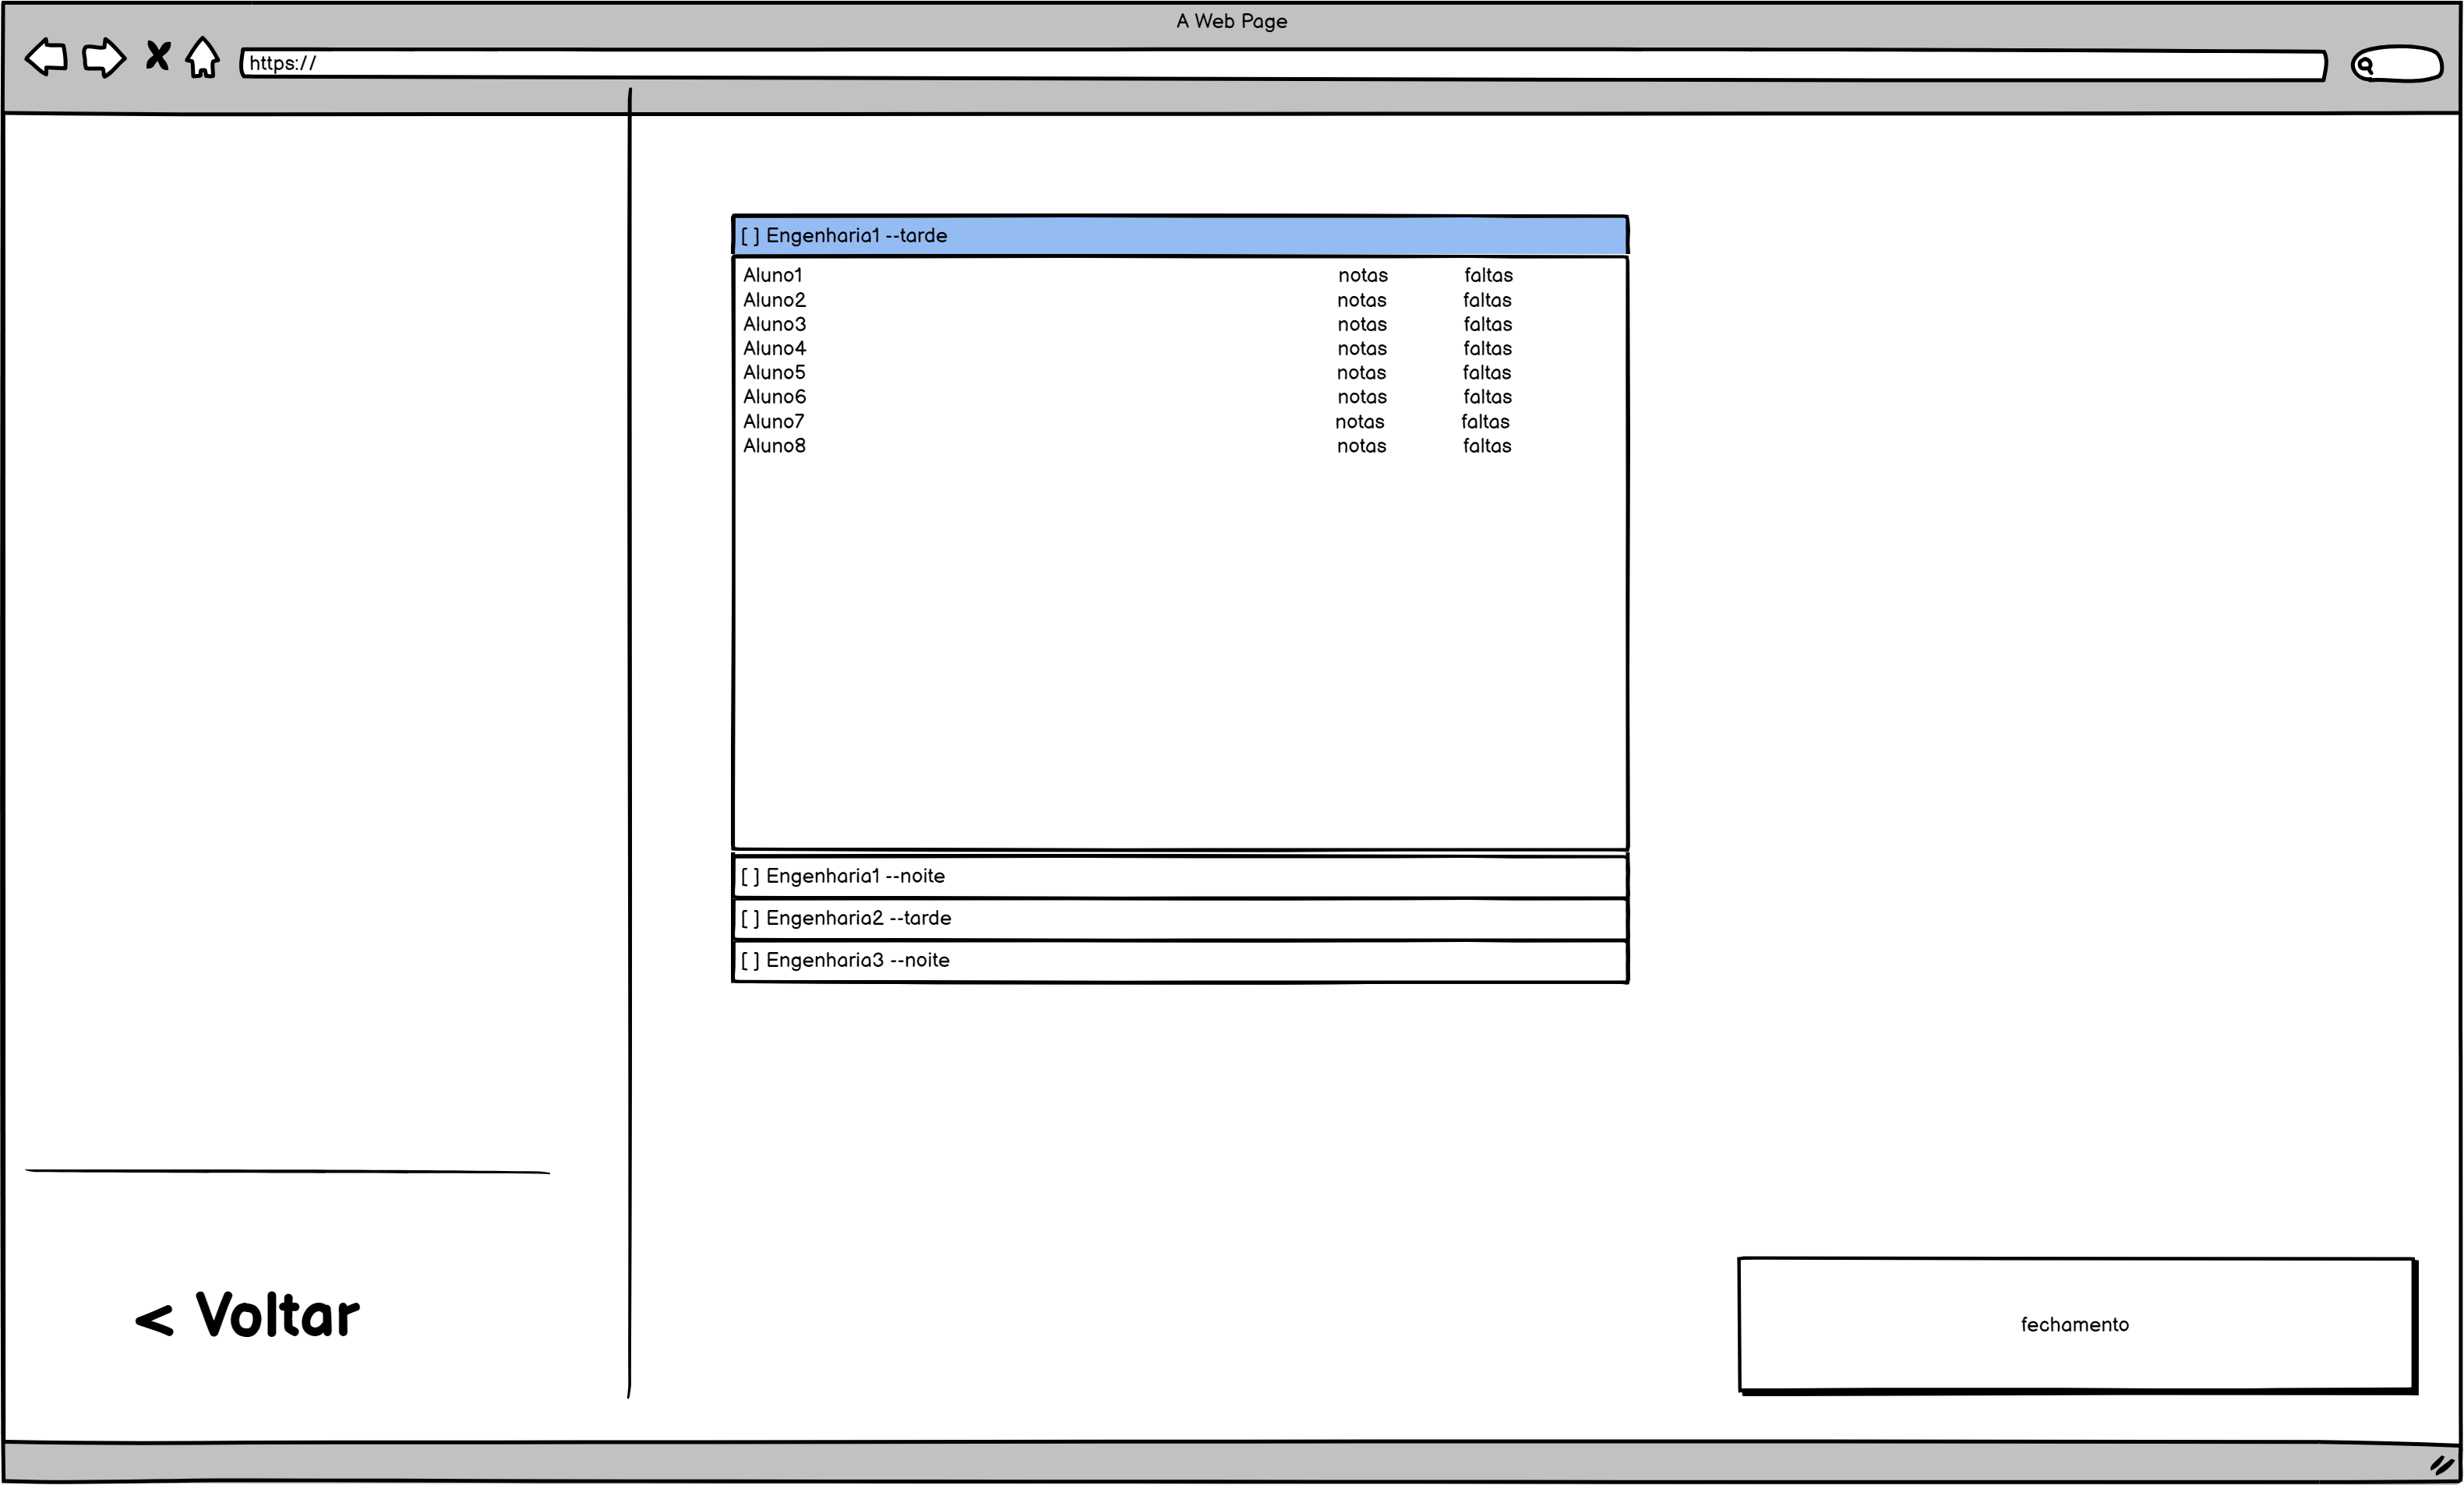 A Web Page
https://
[ ] Engenharia1 --tarde
Aluno1 notas faltas
Aluno2 notas faltas
Aluno3 notas faltas
Aluno4 notas faltas
Aluno5 notas faltas
Aluno6 notas faltas
Aluno7 notas faltas
Aluno8 notas faltas
[ ] Engenharia1 --noite
[ ] Engenharia2 --tarde
[ ] Engenharia3 --noite
< Voltar
fechamento